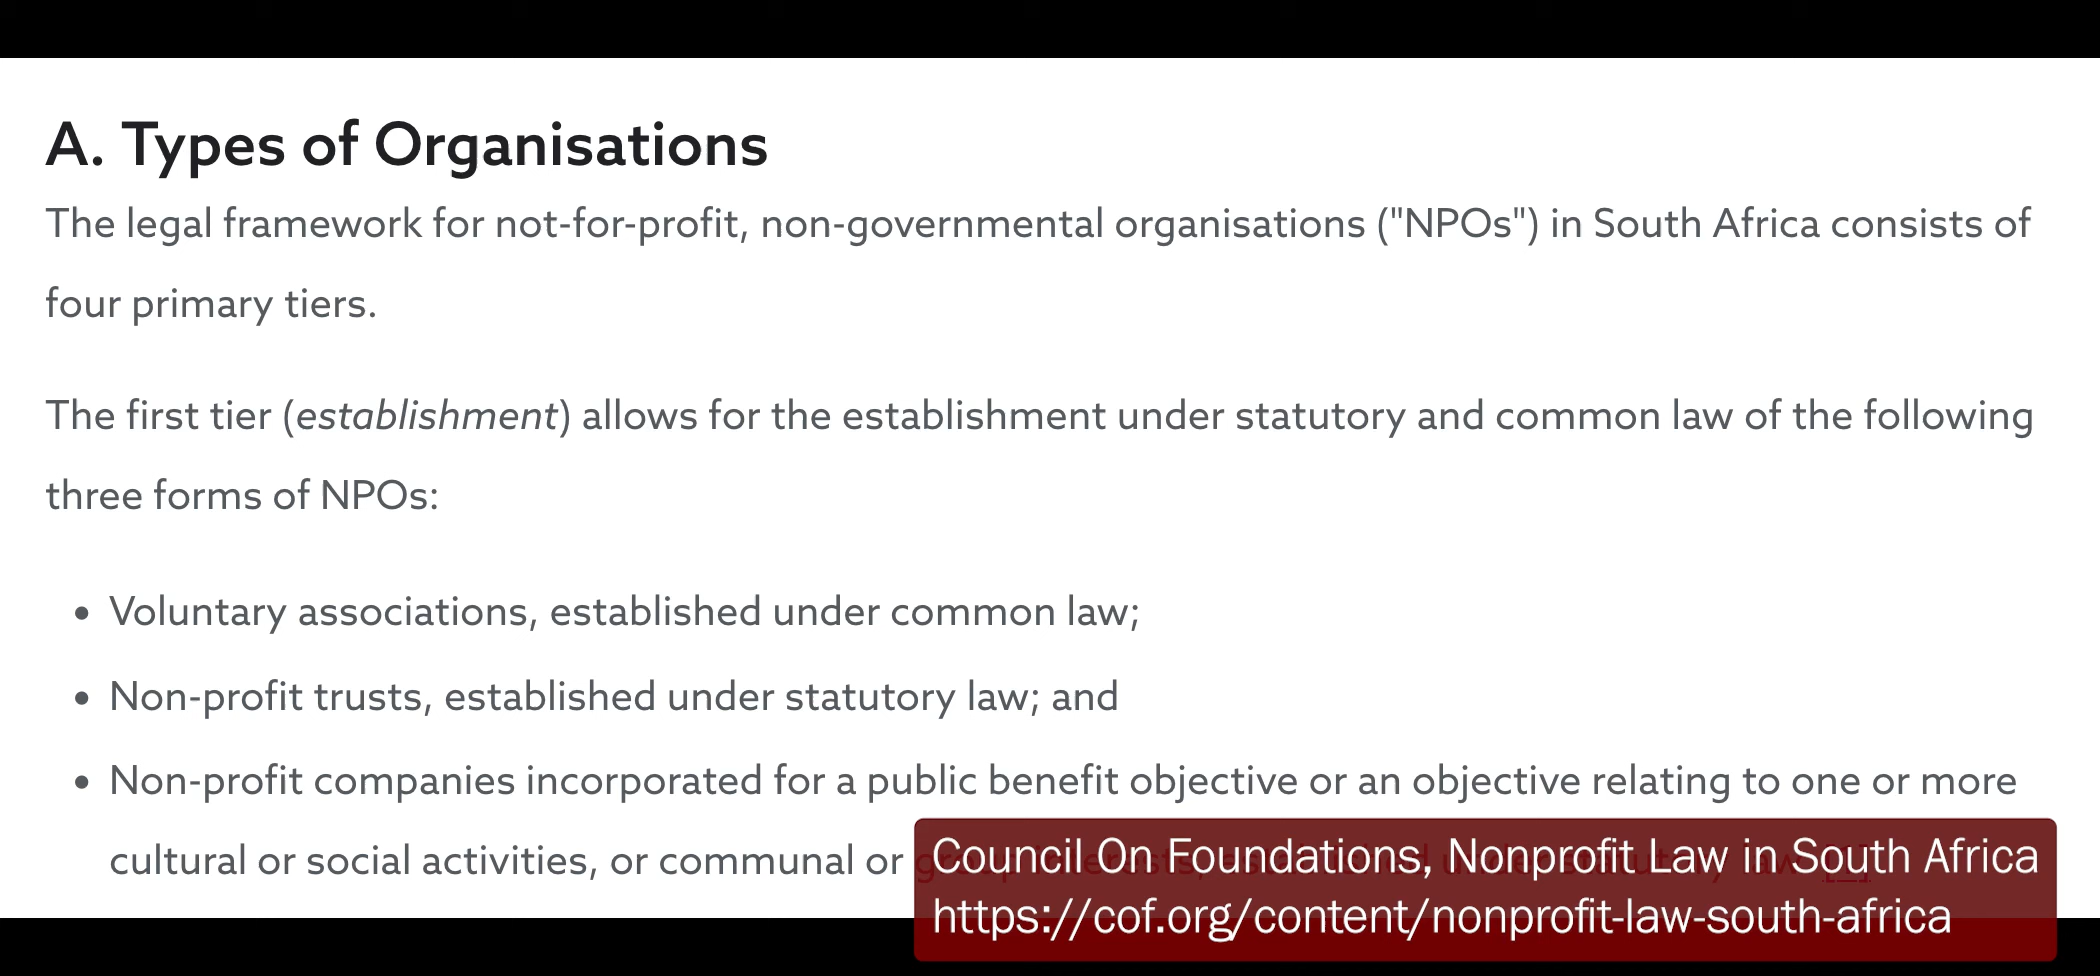 A. Types of Organisations
The legal framework for not-for-profit, non-governmental organisations ("NPOs") in South Africa consists of
four primary tiers.
The first tier (establishment) allows for the establishment under statutory and common law of the following
three forms of NPOs:
• Voluntary associations, established under common law;
• Non-profit trusts, established under statutory law; and
• Non-profit companies incorporated for a public benefit objective or an objective relating to one or more
cultural or social activities, or communal or
Council On Foundations, Nonprofit Law in South Africa
https://cof.org/content/nonprofit-law-south-africa